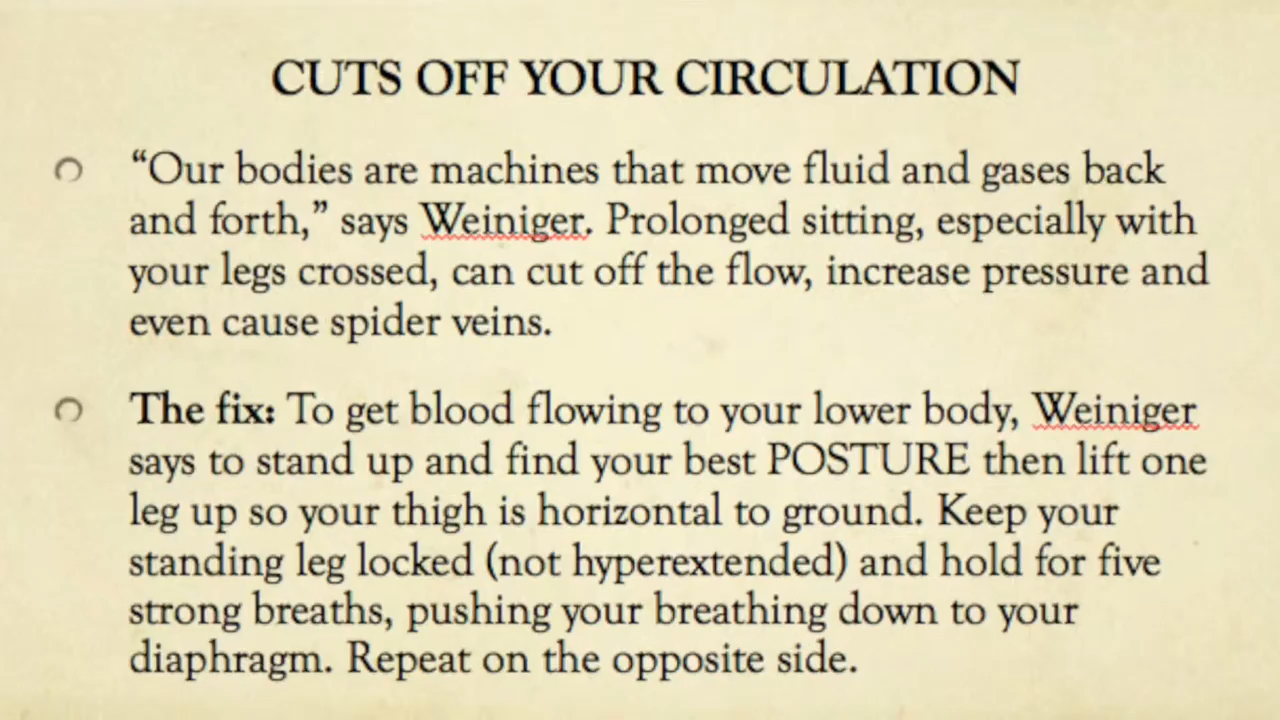 CUTS OFF YOUR CIRCULATION
“Our bodies are machines that move fluid and gases back
and forth,” says Weiniger. Prolonged sitting, especially with
your legs crossed, can cut off the flow, increase pressure and
even cause spider veins.
The fix: To get blood flowing to your lower body, Weiniger
says to stand up and find your best POSTURE then lift one
leg up so your thigh is horizontal to ground. Keep your
standing leg locked (not hyperextended) and hold for five
strong breaths, pushing your breathing down to your
diaphragm. Repeat on the opposite side.